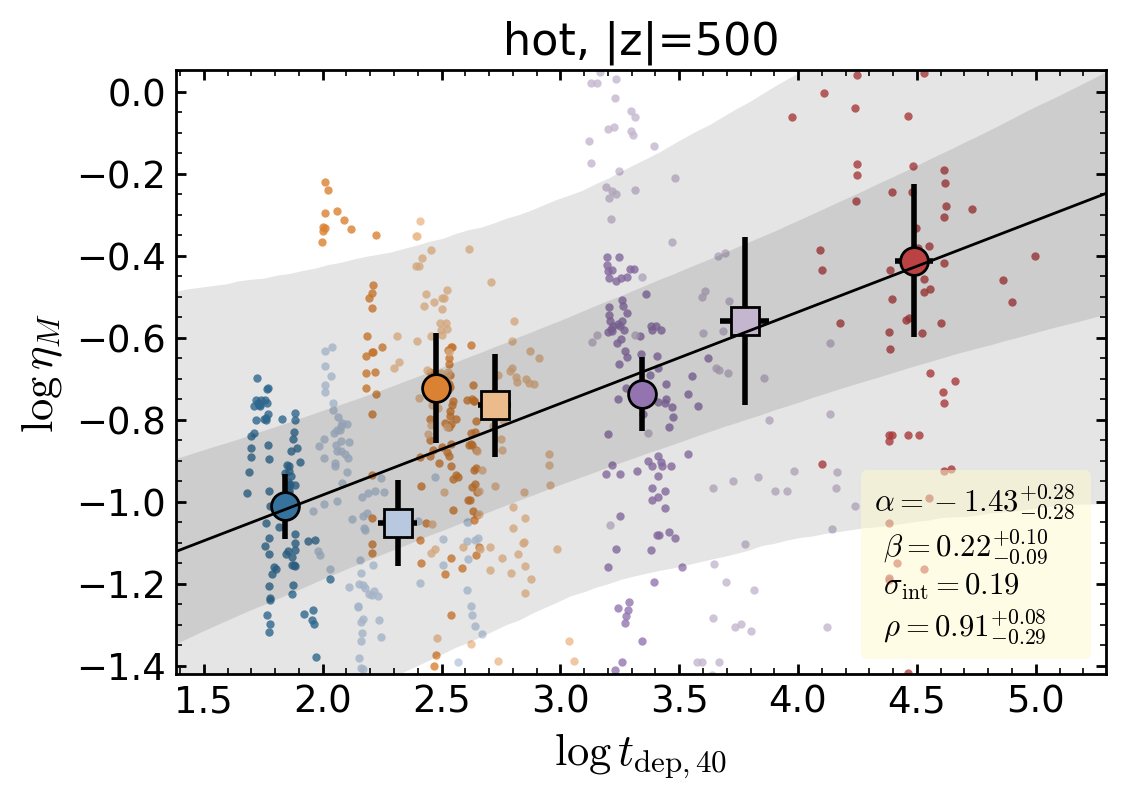 hot, |z|=500
0.0
−0.2
−0.4
−0.6
−0.8
−1.0
−1.2
−1.4
log η_M
α = − 1.43^{+0.28}_{−0.28}
β = 0.22^{+0.10}_{−0.09}
σ_int = 0.19
ρ = 0.91^{+0.08}_{−0.29}
1.5 2.0 2.5 3.0 3.5 4.0 4.5 5.0
log t_{dep, 40}